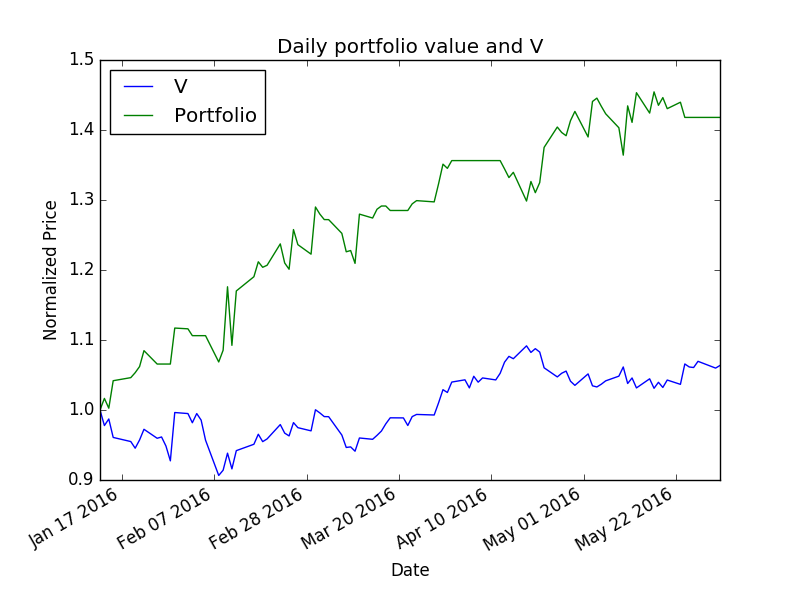 Daily portfolio value and V
V
Portfolio
1.5
1.4
1.3
1.2
1.1
1.0
0.9
Normalized Price
Jan 17 2016
Feb 07 2016
Feb 28 2016
Mar 20 2016
Apr 10 2016
May 01 2016
May 22 2016
Date